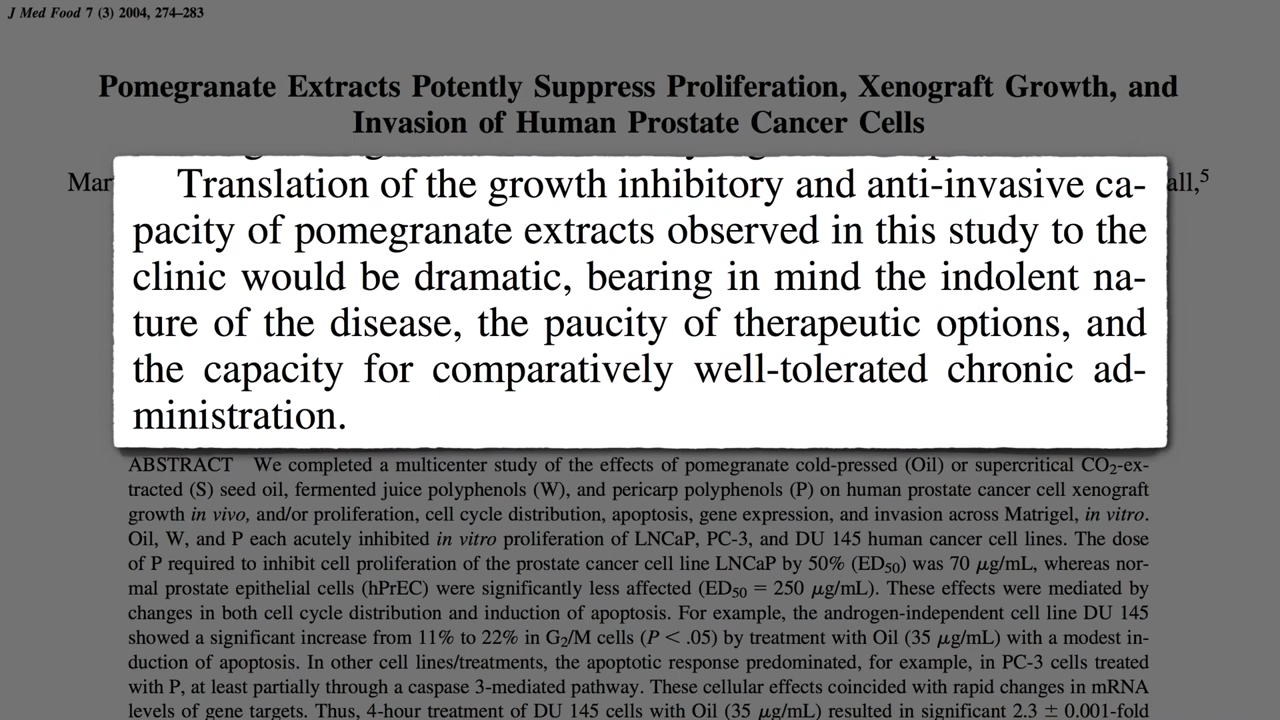 J Med Food 7 (3) 2004, 274–283
Pomegranate Extracts Potently Suppress Proliferation, Xenograft Growth, and
Invasion of Human Prostate Cancer Cells
Translation of the growth inhibitory and anti-invasive ca-
pacity of pomegranate extracts observed in this study to the
clinic would be dramatic, bearing in mind the indolent na-
ture of the disease, the paucity of therapeutic options, and
the capacity for comparatively well-tolerated chronic ad-
ministration.
ABSTRACT We completed a multicenter study of the effects of pomegranate cold-pressed (Oil) or supercritical CO₂-ex-
tracted (S) seed oil, fermented juice polyphenols (W), and pericarp polyphenols (P) on human prostate cancer cell xenograft
growth in vivo, and/or proliferation, cell cycle distribution, apoptosis, gene expression, and invasion across Matrigel, in vitro.
Oil, W, and P each acutely inhibited in vitro proliferation of LNCaP, PC-3, and DU 145 human cancer cell lines. The dose
of P required to inhibit cell proliferation of the prostate cancer cell line LNCaP by 50% (ED₅₀) was 70 μg/mL, whereas nor-
mal prostate epithelial cells (hPrEC) were significantly less affected (ED₅₀ = 250 μg/mL). These effects were mediated by
changes in both cell cycle distribution and induction of apoptosis. For example, the androgen-independent cell line DU 145
showed a significant increase from 11% to 22% in G₂/M cells (P < .05) by treatment with Oil (35 μg/mL) with a modest in-
duction of apoptosis. In other cell lines/treatments, the apoptotic response predominated, for example, in PC-3 cells treated
with P, at least partially through a caspase 3-mediated pathway. These cellular effects coincided with rapid changes in mRNA
levels of gene targets. Thus, 4-hour treatment of DU 145 cells with Oil (35 μg/mL) resulted in significant 2.3 ± 0.001-fold